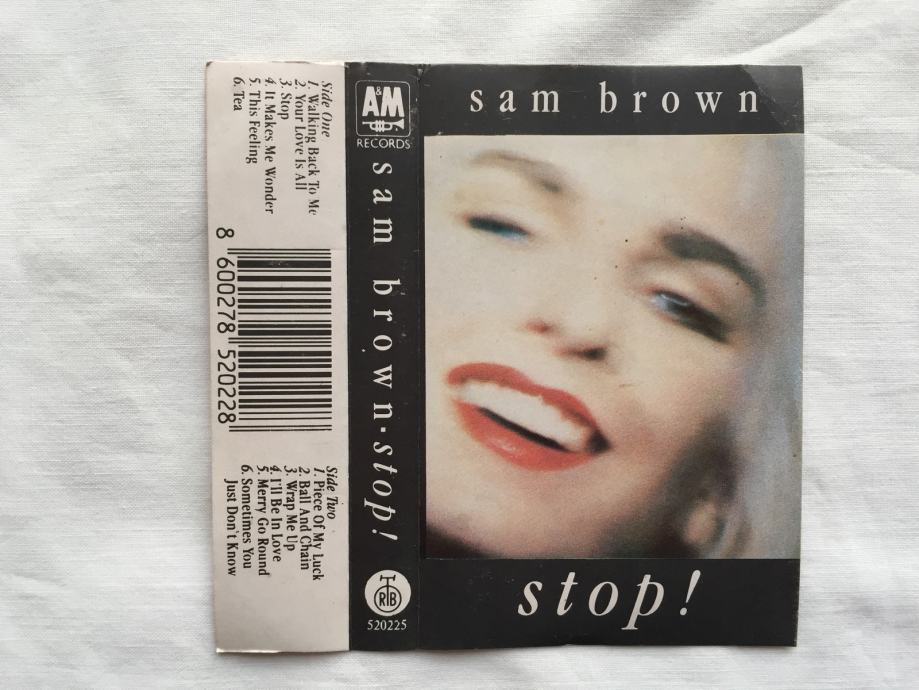 Side One
1. Walking Back To Me
2. Your Love Is All
3. Stop
4. It Makes Me Wonder
5. This Feeling
6. Tea
8 600278 520228
Side Two
1. Piece Of My Luck
2. Ball And Chain
3. Wrap Me Up
4. I'll Be In Love
5. Merry Go Round
6. Sometimes You
Just Don't Know
A&M
RECORDS
sam brown · stop!
RTB
520225
sam brown
stop!